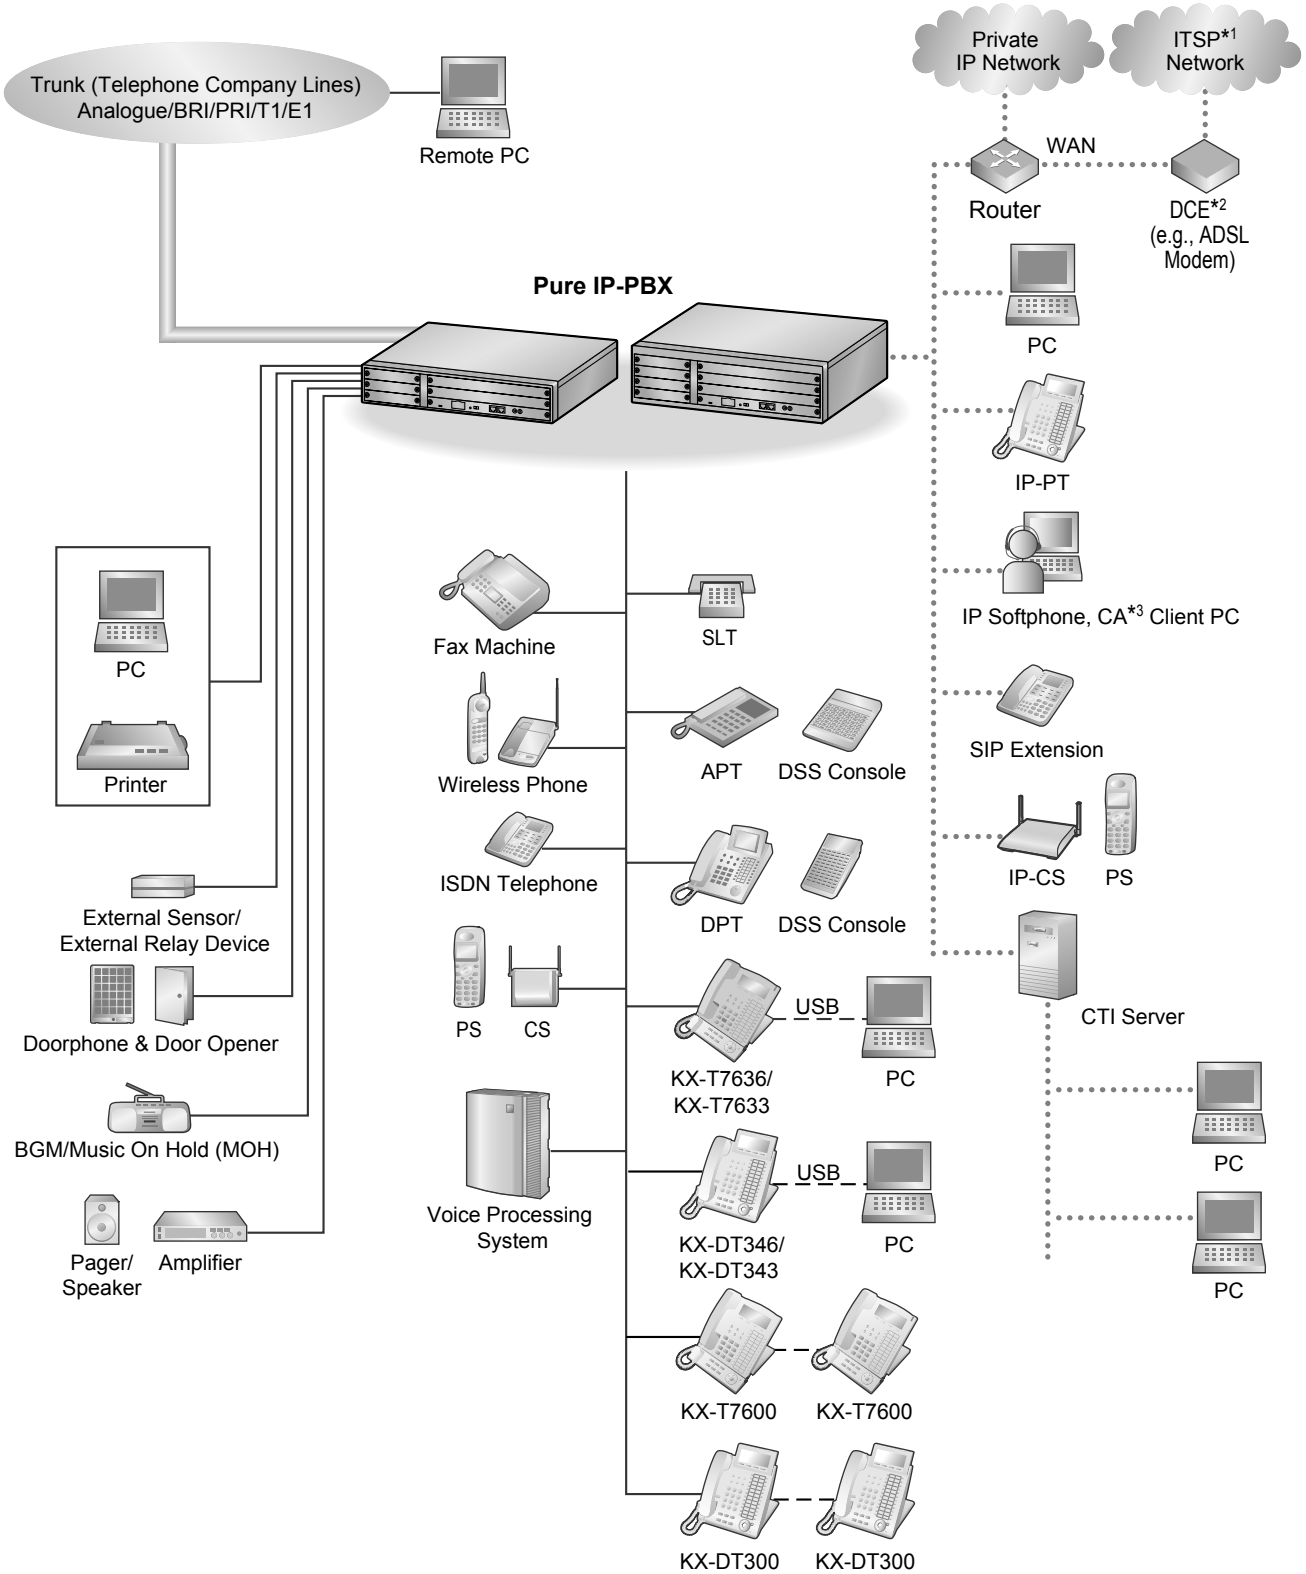 Trunk (Telephone Company Lines)
Analogue/BRI/PRI/T1/E1
Remote PC
Private
IP Network
ITSP*1
Network
WAN
Router
DCE*2
(e.g., ADSL
Modem)
Pure IP-PBX
PC
IP-PT
IP Softphone, CA*3 Client PC
SIP Extension
IP-CS
PS
CTI Server
PC
PC
PC
Printer
External Sensor/
External Relay Device
Doorphone & Door Opener
BGM/Music On Hold (MOH)
Pager/
Speaker
Amplifier
Fax Machine
Wireless Phone
ISDN Telephone
PS
CS
Voice Processing
System
SLT
APT
DSS Console
DPT
DSS Console
USB
KX-T7636/
KX-T7633
PC
USB
KX-DT346/
KX-DT343
PC
KX-T7600
KX-T7600
KX-DT300
KX-DT300